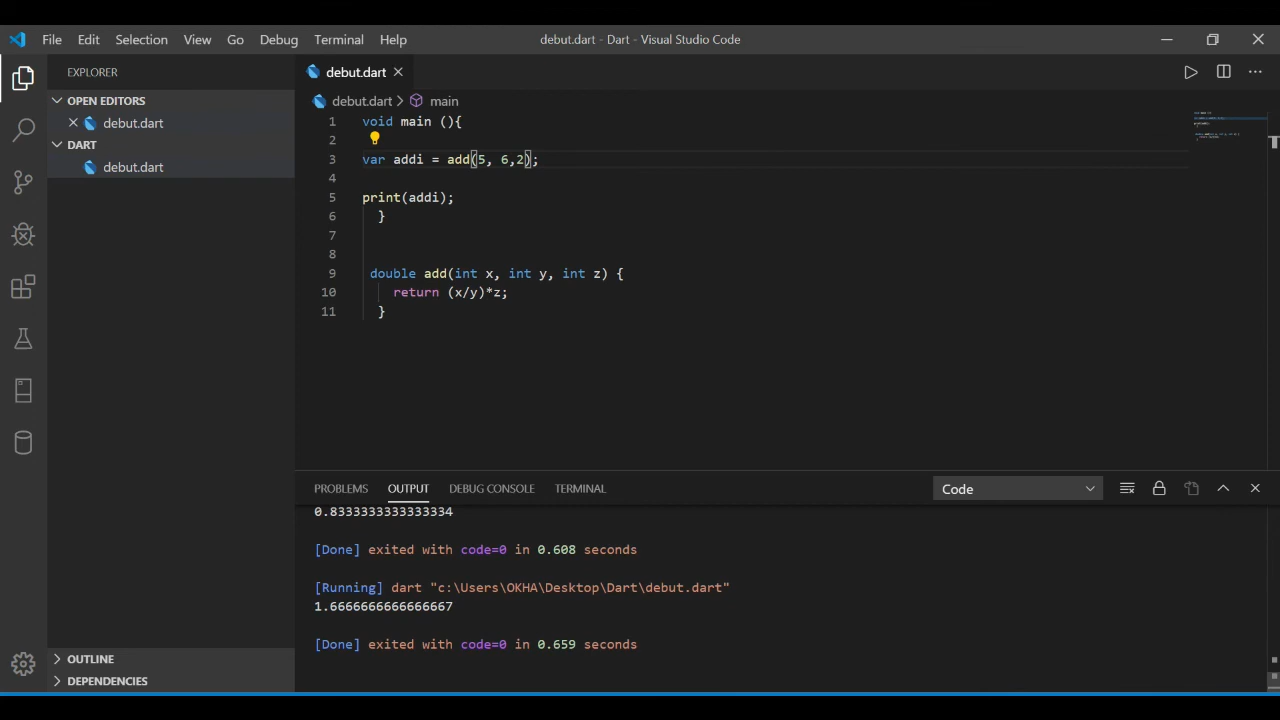 File Edit Selection View Go Debug Terminal Help debut.dart - Dart - Visual Studio Code
EXPLORER
OPEN EDITORS
debut.dart
DART
debut.dart
OUTLINE
DEPENDENCIES
debut.dart
debut.dart > main
1 void main (){
2
3 var addi = add(5, 6,2);
4
5 print(addi);
6 }
7
8
9 double add(int x, int y, int z) {
10 return (x/y)*z;
11 }
PROBLEMS OUTPUT DEBUG CONSOLE TERMINAL Code
0.8333333333333334
[Done] exited with code=0 in 0.608 seconds
[Running] dart "c:\Users\OKHA\Desktop\Dart\debut.dart"
1.6666666666666667
[Done] exited with code=0 in 0.659 seconds